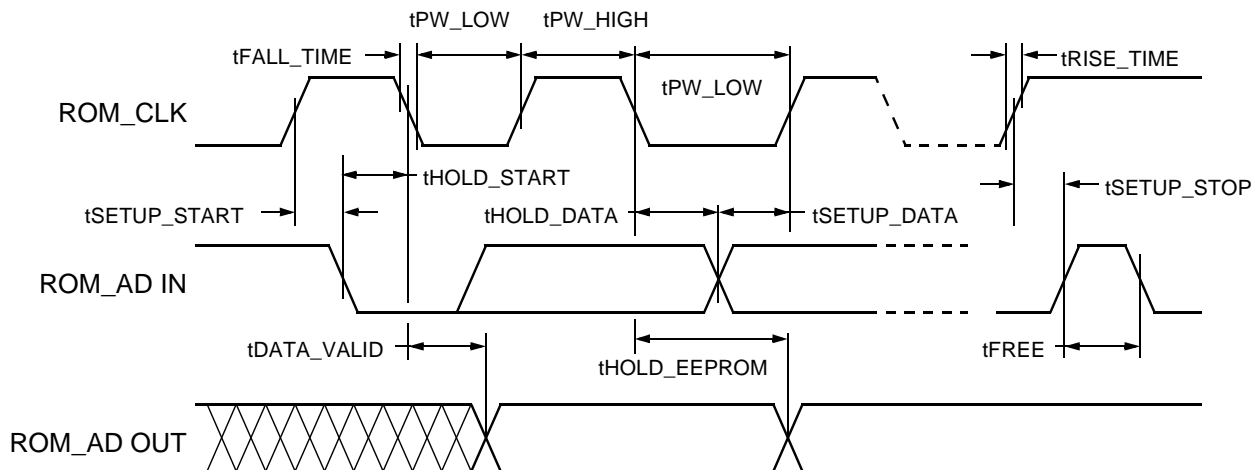 tPW_LOW
tPW_HIGH
tFALL_TIME
tRISE_TIME
tPW_LOW
ROM_CLK
tHOLD_START
tSETUP_STOP
tSETUP_START
tHOLD_DATA
tSETUP_DATA
ROM_AD IN
tDATA_VALID
tHOLD_EEPROM
tFREE
ROM_AD OUT